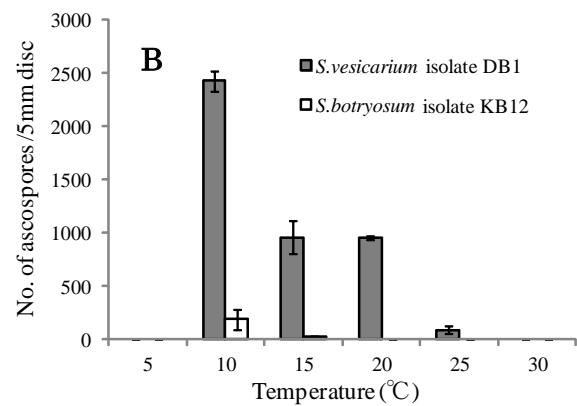 B
S.vesicarium isolate DB1
S.botryosum isolate KB12
No. of ascospores /5mm disc
3000
2500
2000
1500
1000
500
0
5 10 15 20 25 30
Temperature (℃)